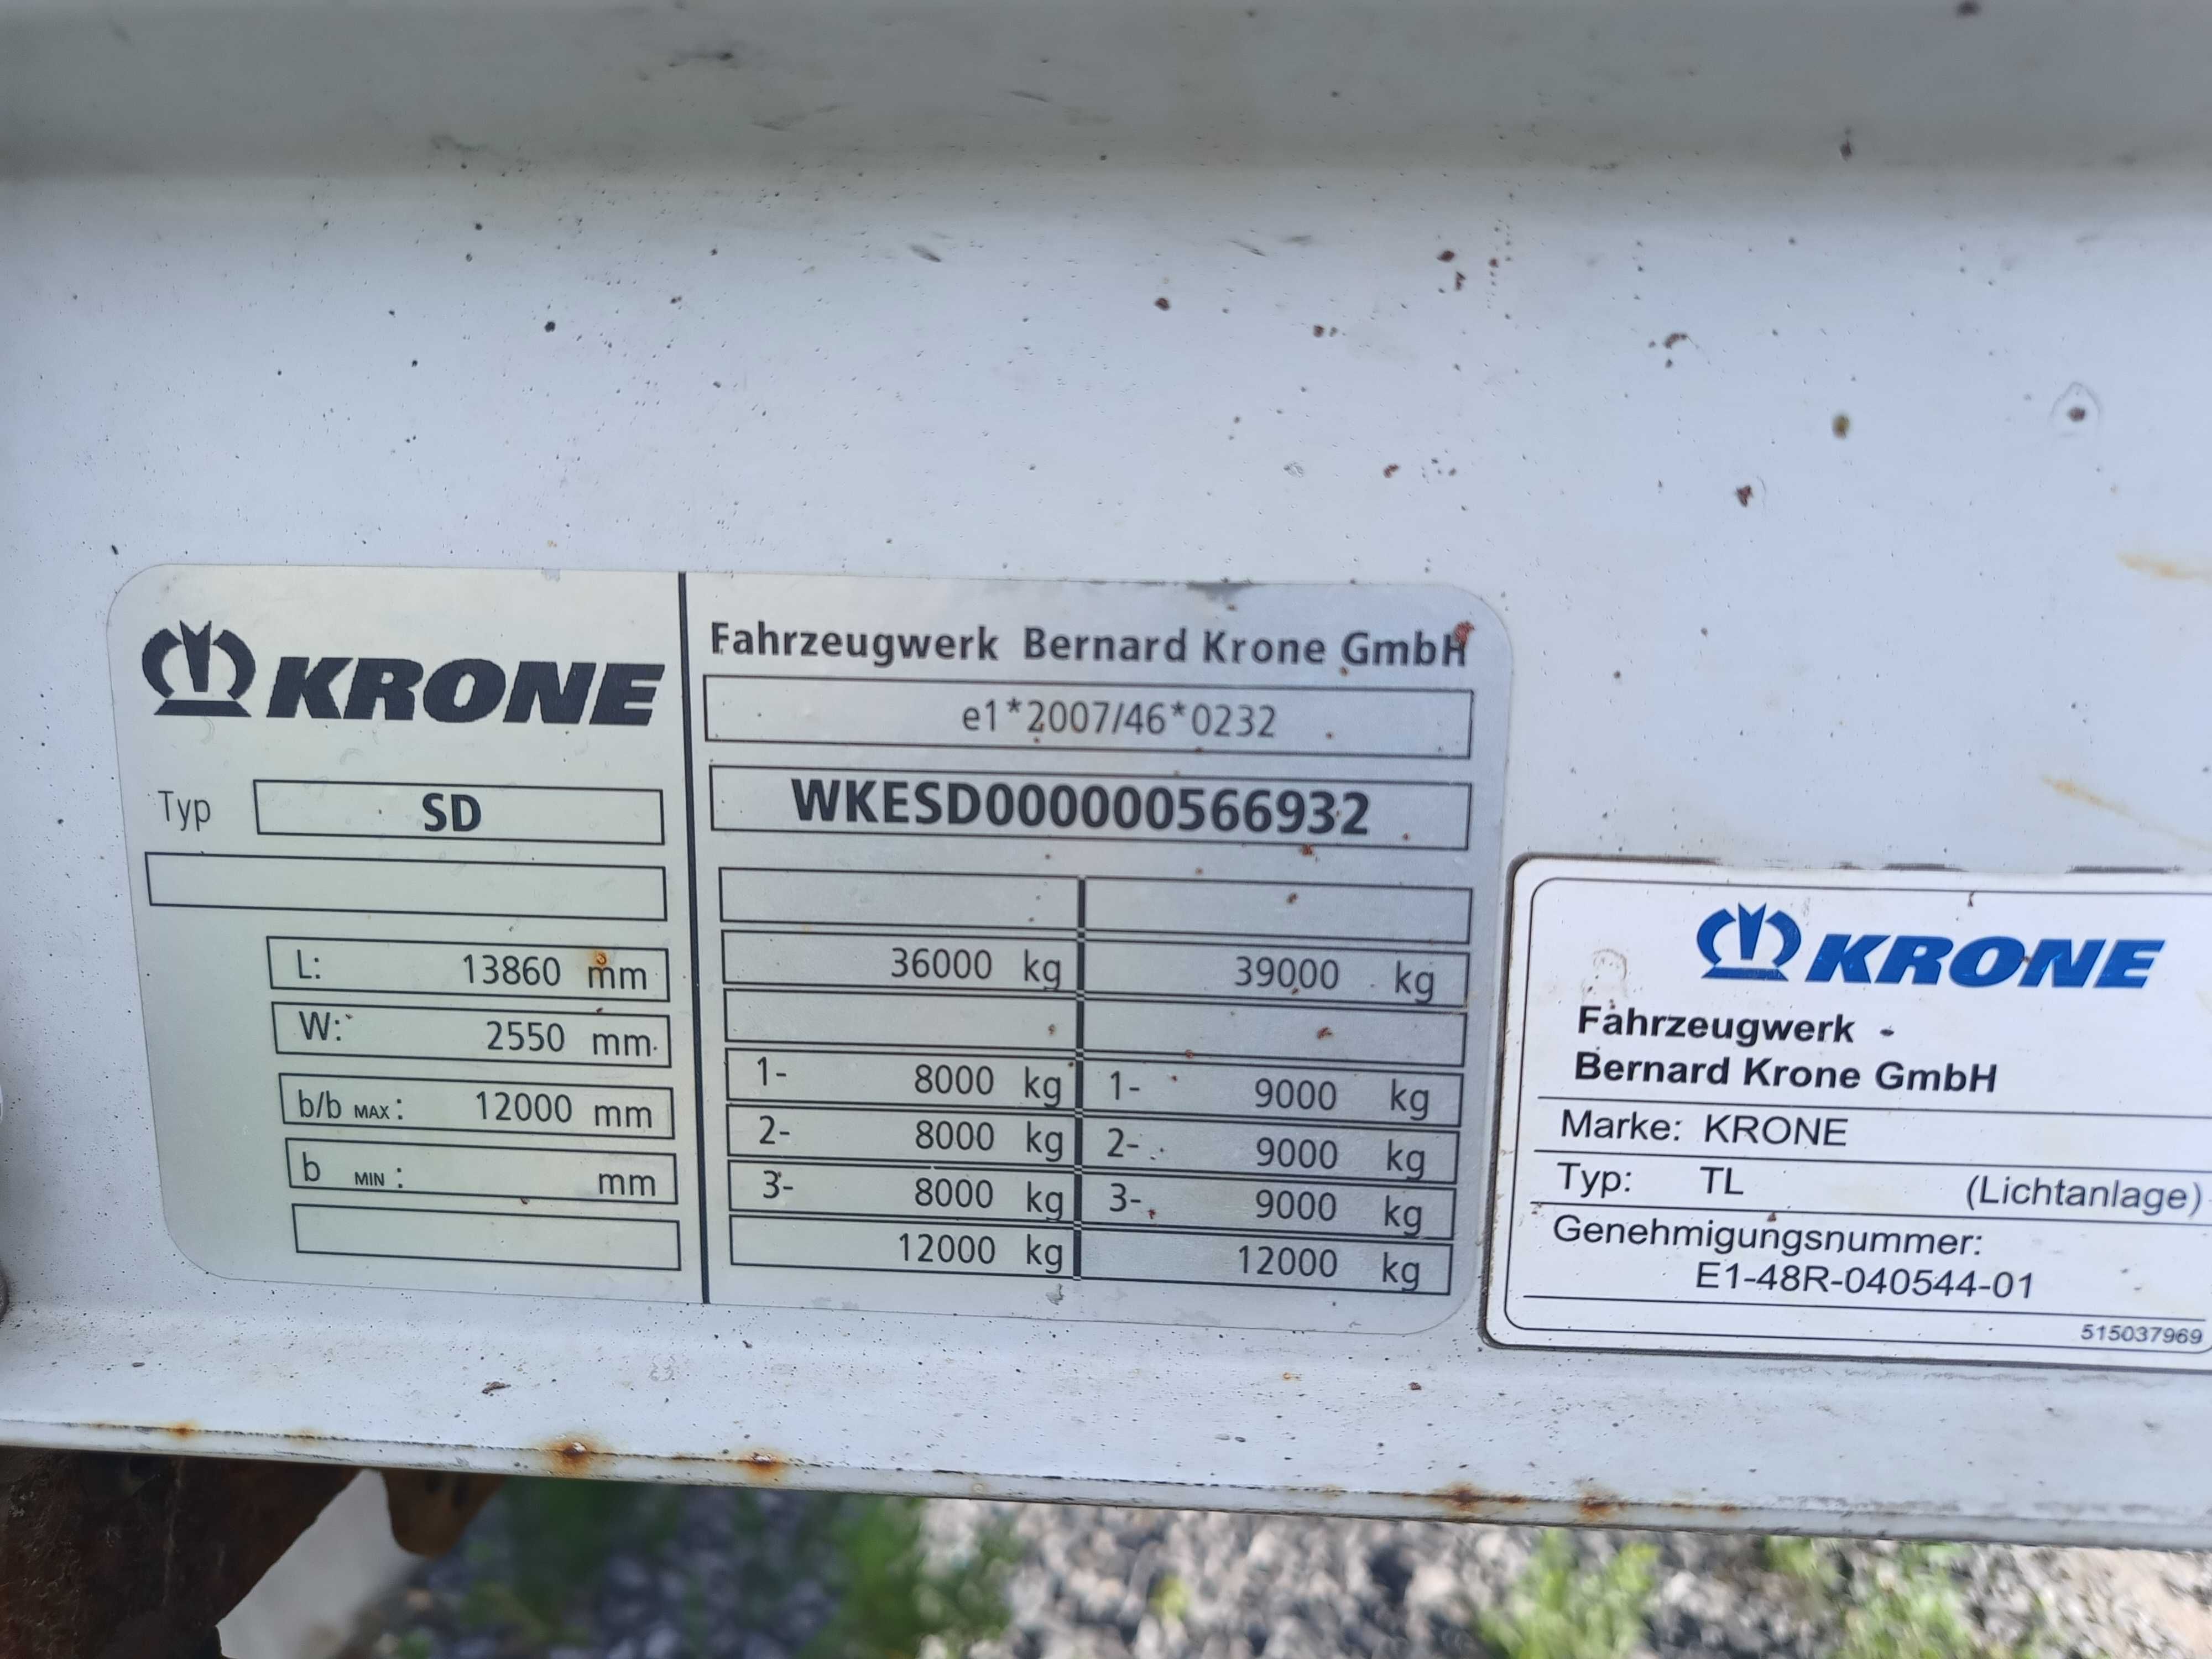 KRONE
Typ SD
L: 13860 mm
W: 2550 mm
b/b MAX: 12000 mm
b MIN: mm
Fahrzeugwerk Bernard Krone GmbH
e1*2007/46*0232
WKESD000000566932
36000 kg 39000 kg
1- 8000 kg 1- 9000 kg
2- 8000 kg 2- 9000 kg
3- 8000 kg 3- 9000 kg
12000 kg 12000 kg
KRONE
Fahrzeugwerk -
Bernard Krone GmbH
Marke: KRONE
Typ: TL (Lichtanlage)
Genehmigungsnummer:
E1-48R-040544-01
515037969